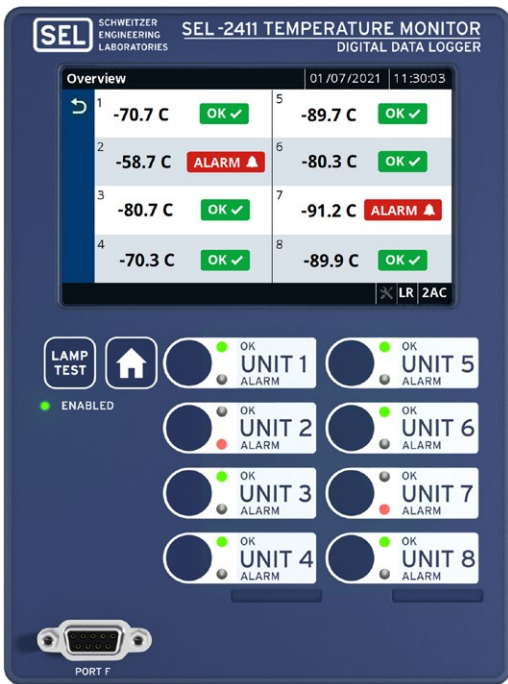 SEL SCHWEITZER ENGINEERING LABORATORIES
SEL-2411 TEMPERATURE MONITOR
DIGITAL DATA LOGGER
Overview 01/07/2021 11:30:03
1 -70.7 C OK 5 -89.7 C OK
2 -58.7 C ALARM 6 -80.3 C OK
3 -80.7 C OK 7 -91.2 C ALARM
4 -70.3 C OK 8 -89.9 C OK
LR 2AC
LAMP TEST
ENABLED
OK
UNIT 1
ALARM
OK
UNIT 5
ALARM
OK
UNIT 2
ALARM
OK
UNIT 6
ALARM
OK
UNIT 3
ALARM
OK
UNIT 7
ALARM
OK
UNIT 4
ALARM
OK
UNIT 8
ALARM
PORT F